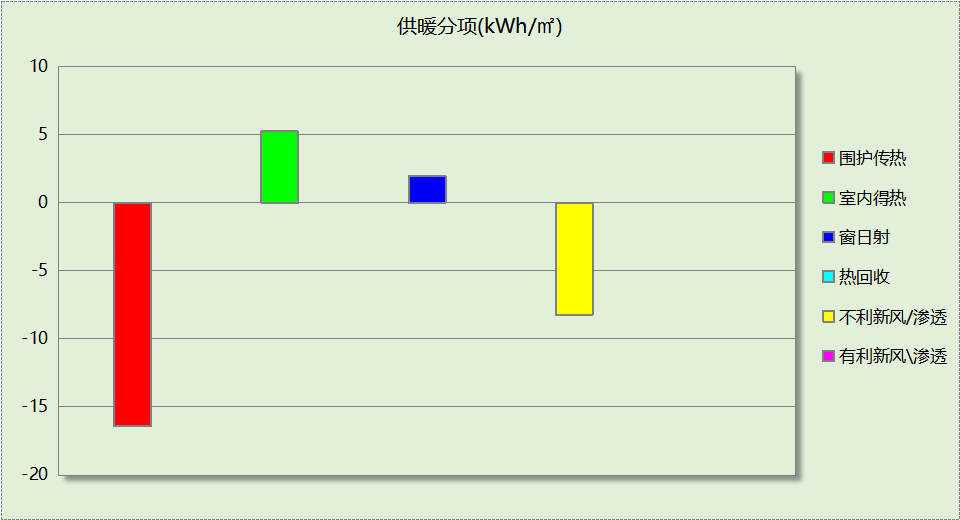 供暖分项(kWh/㎡)
10
5
0
-5
-10
-15
-20
围护传热
室内得热
窗日射
热回收
不利新风/渗透
有利新风\渗透